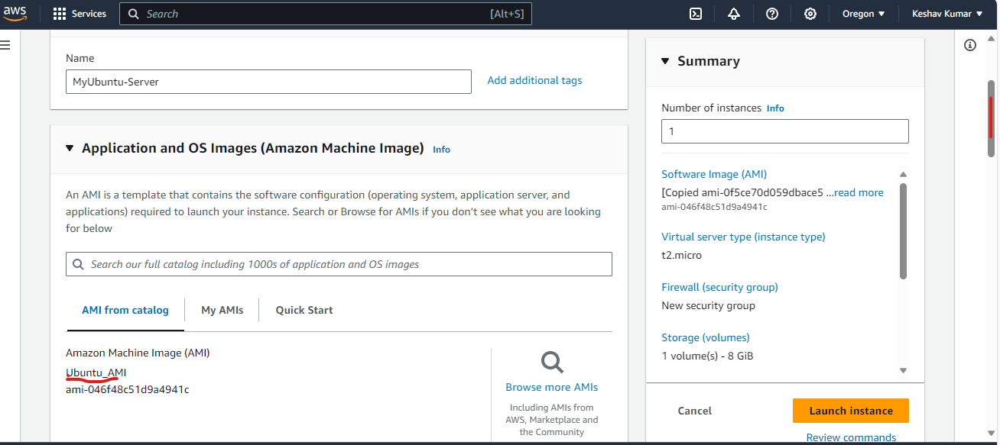 aws
Services
Search
[Alt+S]
Oregon
Keshav Kumar
Name
MyUbuntu-Server
Add additional tags
Application and OS Images (Amazon Machine Image) Info
An AMI is a template that contains the software configuration (operating system, application server, and
applications) required to launch your instance. Search or Browse for AMIs if you don't see what you are looking
for below
Search our full catalog including 1000s of application and OS images
AMI from catalog
My AMIs
Quick Start
Amazon Machine Image (AMI)
Ubuntu_AMI
ami-046f48c51d9a4941c
Browse more AMIs
Including AMIs from
AWS, Marketplace and
the Community
Summary
Number of instances Info
1
Software Image (AMI)
[Copied ami-0f5ce70d059dbace5 ...read more
ami-046f48c51d9a4941c
Virtual server type (instance type)
t2.micro
Firewall (security group)
New security group
Storage (volumes)
1 volume(s) - 8 GiB
Cancel
Launch instance
Review commands